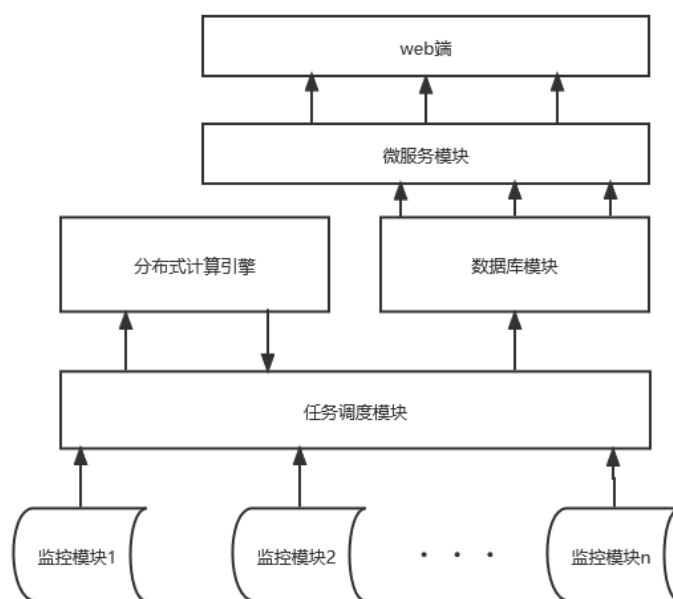 web端
微服务模块
分布式计算引擎
数据库模块
任务调度模块
监控模块1
监控模块2
· · ·
监控模块n